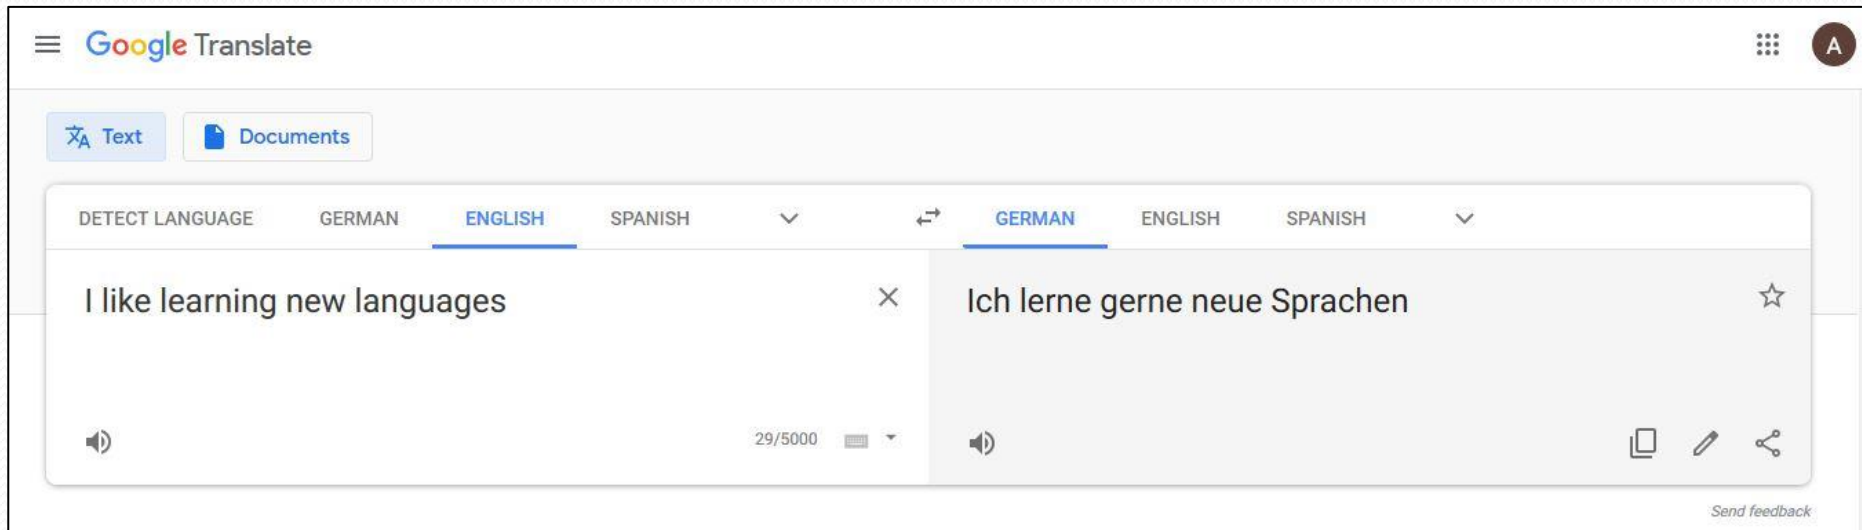 Google Translate
A
Text
Documents
DETECT LANGUAGE GERMAN ENGLISH SPANISH GERMAN ENGLISH SPANISH
I like learning new languages
Ich lerne gerne neue Sprachen
29/5000
Send feedback